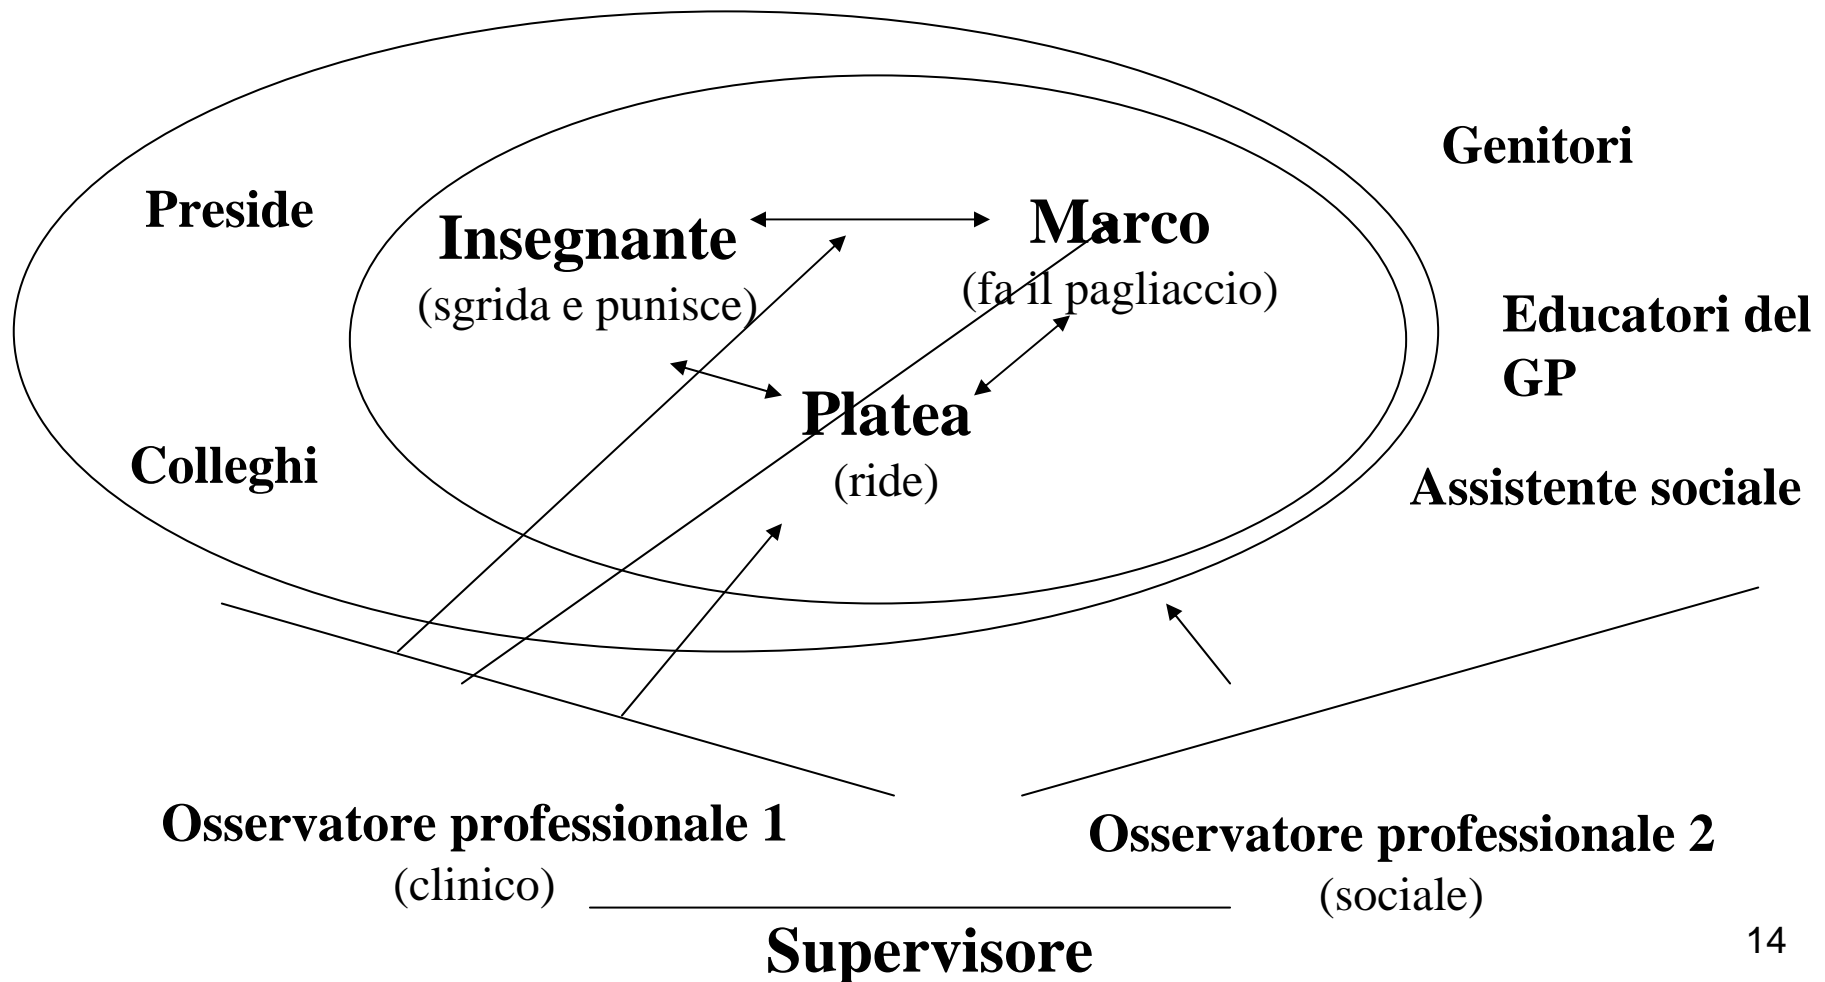 Genitori
Preside
Insegnante
Marco
(sgrida e punisce)
(fa il pagliaccio)
Educatori del
GP
Platea
(ride)
Colleghi
Assistente sociale
Osservatore professionale 1
(clinico)
Osservatore professionale 2
(sociale)
Supervisore
14